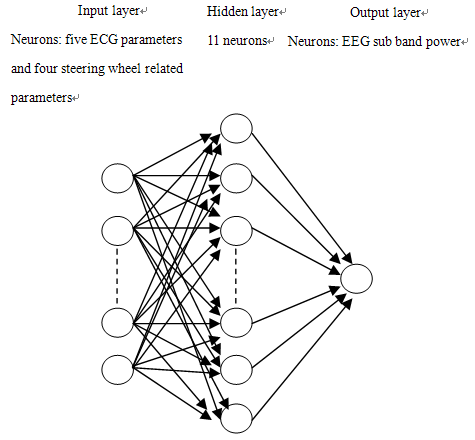 Input layer
Hidden layer
Output layer
Neurons: five ECG parameters
and four steering wheel related
parameters
11 neurons
Neurons: EEG sub band power